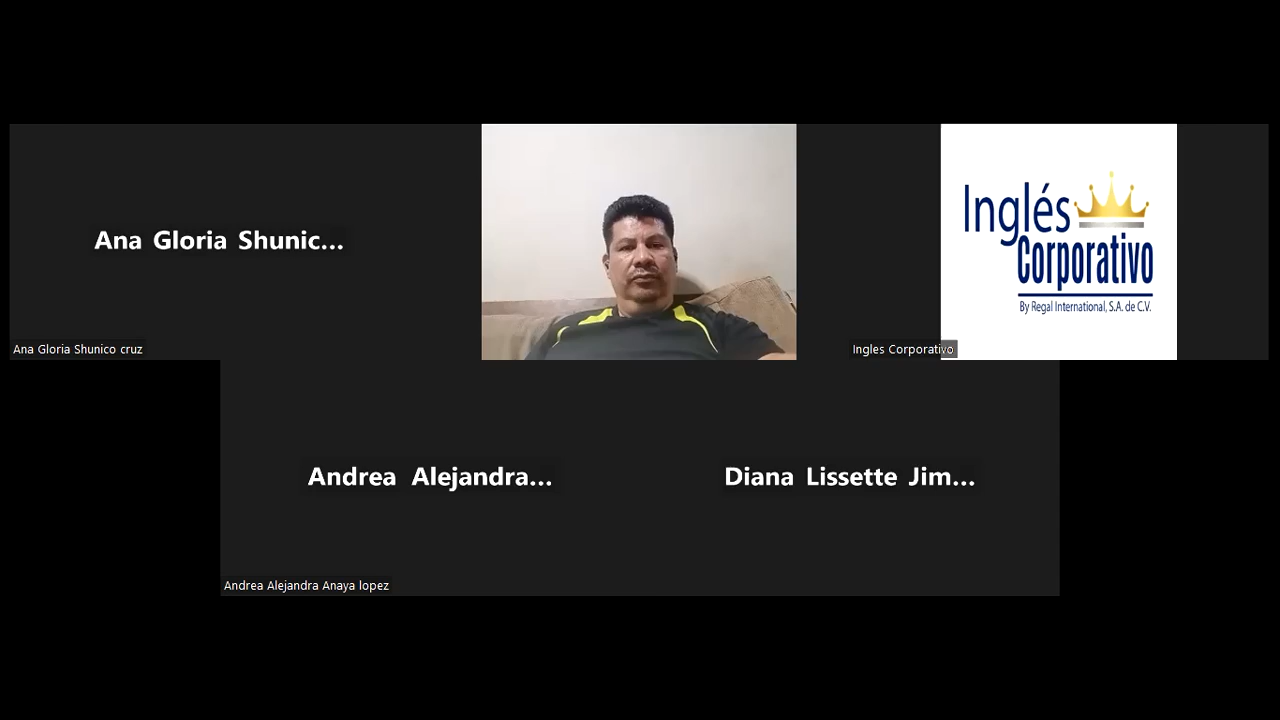 Ana Gloria Shunic...
Ana Gloria Shunico cruz
Inglés
Corporativo
By Regal International, S.A. de C.V.
Ingles Corporativo
Andrea Alejandra...
Diana Lissette Jim...
Andrea Alejandra Anaya lopez